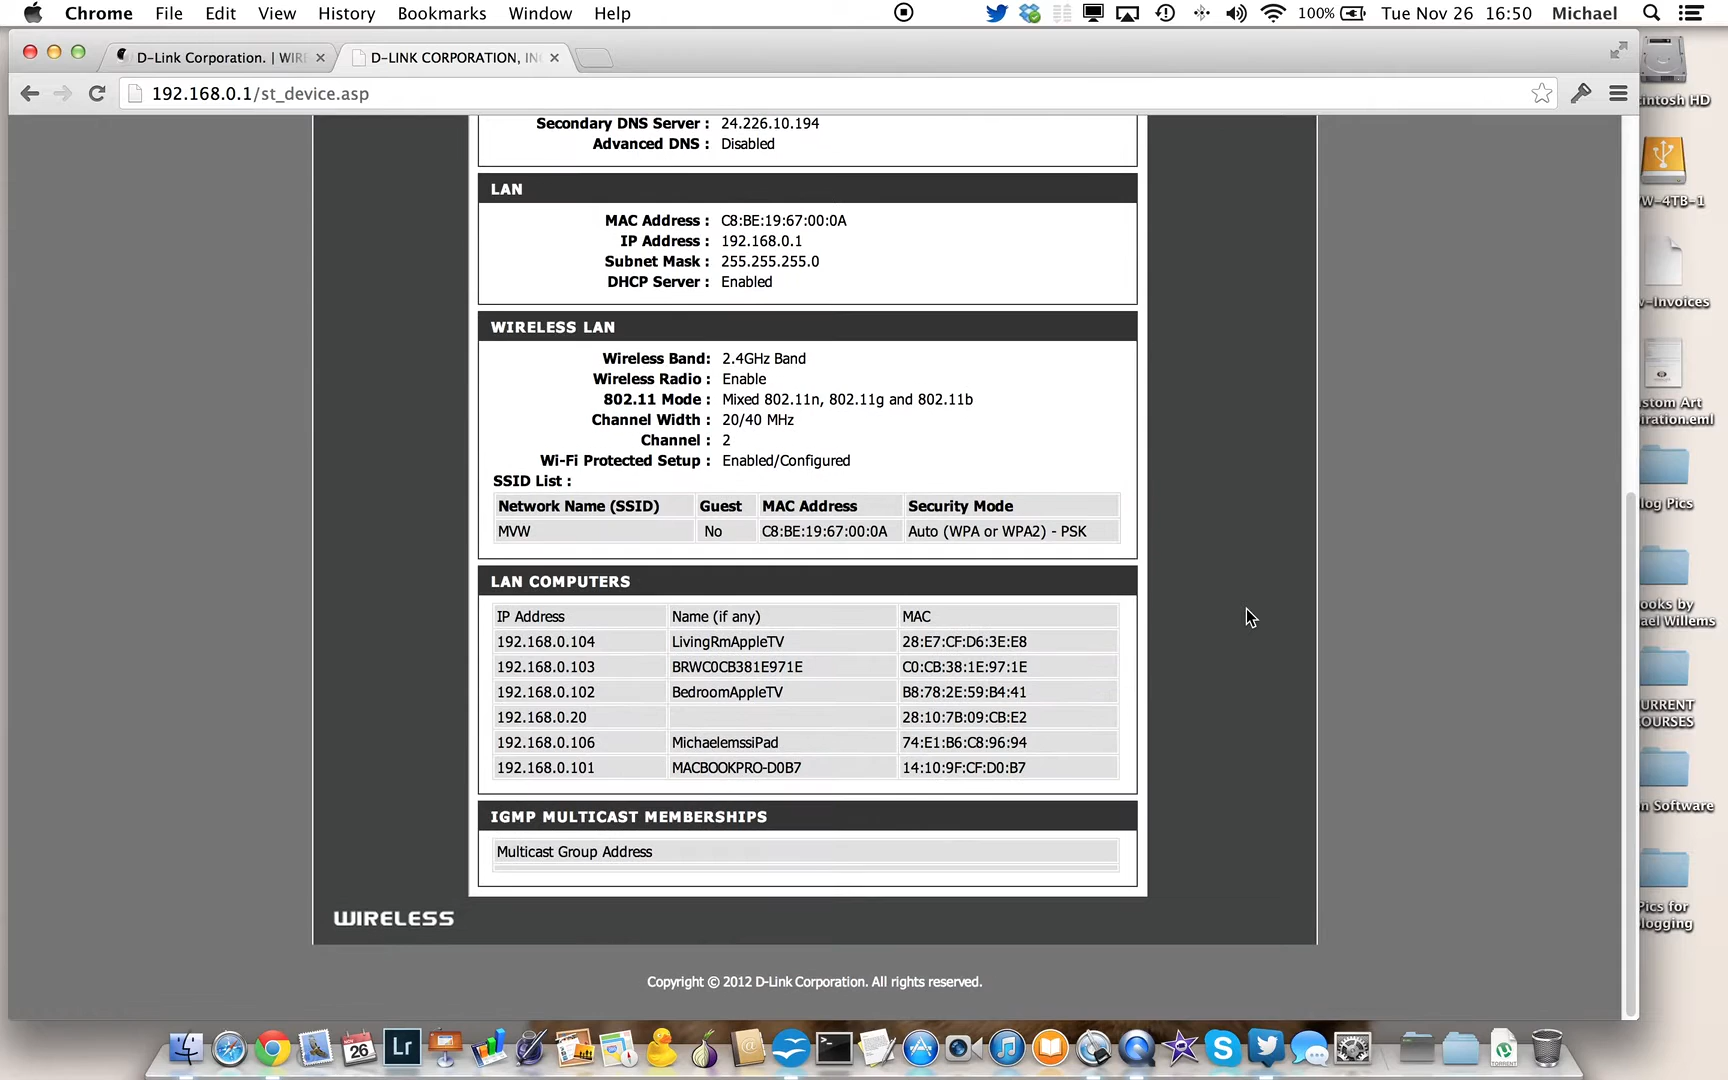 Chrome File Edit View History Bookmarks Window Help 100% Tue Nov 26 16:50 Michael
D-Link Corporation. | WIR
D-LINK CORPORATION, IN
192.168.0.1/st_device.asp
Secondary DNS Server : 24.226.10.194
Advanced DNS : Disabled
LAN
MAC Address : C8:BE:19:67:00:0A
IP Address : 192.168.0.1
Subnet Mask : 255.255.255.0
DHCP Server : Enabled
WIRELESS LAN
Wireless Band: 2.4GHz Band
Wireless Radio : Enable
802.11 Mode : Mixed 802.11n, 802.11g and 802.11b
Channel Width : 20/40 MHz
Channel : 2
Wi-Fi Protected Setup : Enabled/Configured
SSID List :
Network Name (SSID) Guest MAC Address Security Mode
MVW No C8:BE:19:67:00:0A Auto (WPA or WPA2) - PSK
LAN COMPUTERS
IP Address Name (if any) MAC
192.168.0.104 LivingRmAppleTV 28:E7:CF:D6:3E:E8
192.168.0.103 BRWC0CB381E971E C0:CB:38:1E:97:1E
192.168.0.102 BedroomAppleTV B8:78:2E:59:B4:41
192.168.0.20 28:10:7B:09:CB:E2
192.168.0.106 MichaelemssiPad 74:E1:B6:C8:96:94
192.168.0.101 MACBOOKPRO-D0B7 14:10:9F:CF:D0:B7
IGMP MULTICAST MEMBERSHIPS
Multicast Group Address
WIRELESS
Copyright © 2012 D-Link Corporation. All rights reserved.
intosh HD
W-4TB-1
v-Invoices
stom Art
iration.eml
log Pics
ooks by
ael Willems
URRENT
OURSES
n Software
Pics for
logging
26
Lr
TORRENT